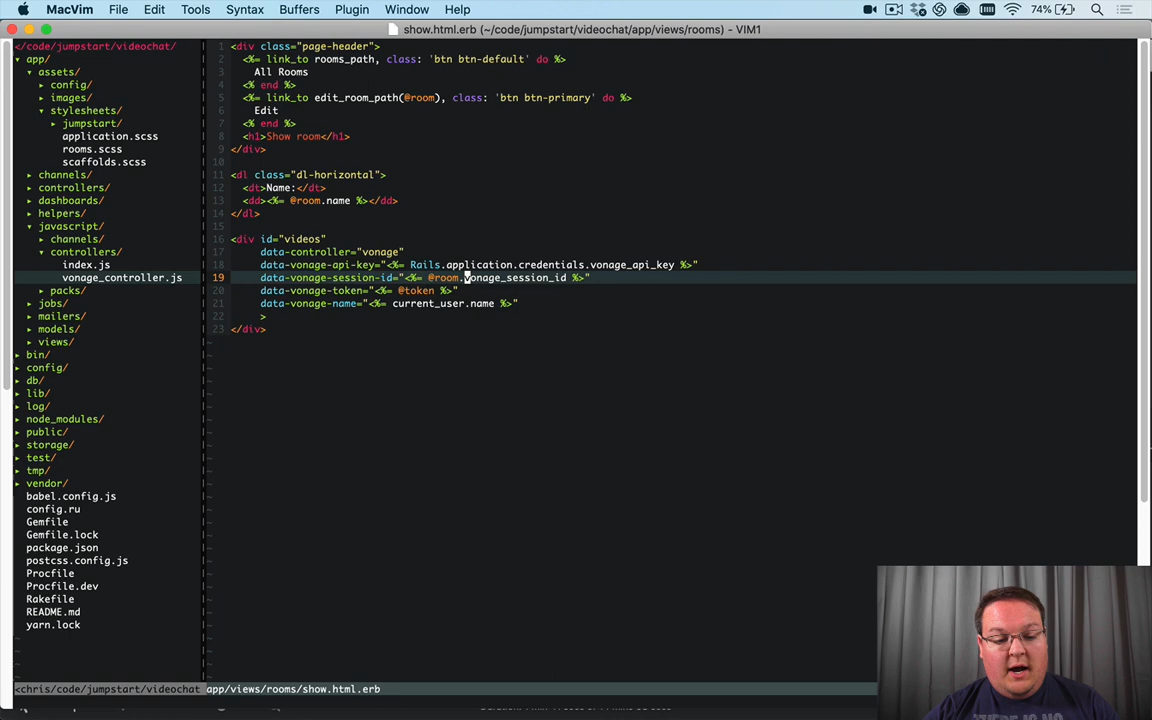 MacVim File Edit Tools Syntax Buffers Plugin Window Help 74%
show.html.erb (~/code/jumpstart/videochat/app/views/rooms) - VIM1
</code/jumpstart/videochat/
▾ app/
▾ assets/
▸ config/
▸ images/
▾ stylesheets/
▸ jumpstart/
application.scss
rooms.scss
scaffolds.scss
▸ channels/
▸ controllers/
▸ dashboards/
▸ helpers/
▾ javascript/
▸ channels/
▾ controllers/
index.js
vonage_controller.js
▸ packs/
▸ jobs/
▸ mailers/
▸ models/
▸ views/
▸ bin/
▸ config/
▸ db/
▸ lib/
▸ log/
▸ node_modules/
▸ public/
▸ storage/
▸ test/
▸ tmp/
▸ vendor/
babel.config.js
config.ru
Gemfile
Gemfile.lock
package.json
postcss.config.js
Procfile
Procfile.dev
Rakefile
README.md
yarn.lock
1 <div class="page-header">
2 <%= link_to rooms_path, class: 'btn btn-default' do %>
3 All Rooms
4 <% end %>
5 <%= link_to edit_room_path(@room), class: 'btn btn-primary' do %>
6 Edit
7 <% end %>
8 <h1>Show room</h1>
9 </div>
10
11 <dl class="dl-horizontal">
12 <dt>Name:</dt>
13 <dd><%= @room.name %></dd>
14 </dl>
15
16 <div id="videos"
17 data-controller="vonage"
18 data-vonage-api-key="<%= Rails.application.credentials.vonage_api_key %>"
19 data-vonage-session-id="<%= @room.vonage_session_id %>"
20 data-vonage-token="<%= @token %>"
21 data-vonage-name="<%= current_user.name %>"
22 >
23 </div>
<chris/code/jumpstart/videochat app/views/rooms/show.html.erb